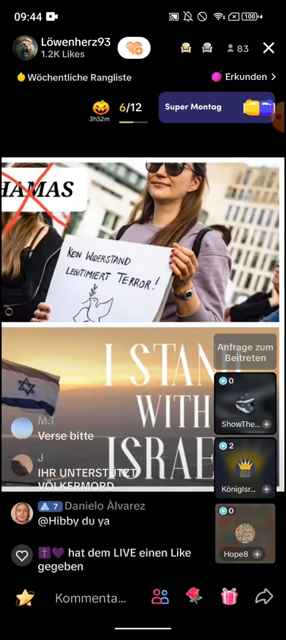 09:44
100
Löwenherz93
1.2K Likes
83
Wöchentliche Rangliste
Erkunden >
3h52m
6/12
Super Montag
HAMAS
KEIN WIDERSTAND
LEGITIMIERT TERROR!
I STAND
WITH
ISRAEL
Anfrage zum
Beitreten
0
ShowThe...
2
KönigIsr...
0
Hope8
M.t
Verse bitte
J
IHR UNTERSTÜTZT
VÖLKERMORD
7 Danielo Àlvarez
@Hibby du ya
hat dem LIVE einen Like
gegeben
Kommenta...